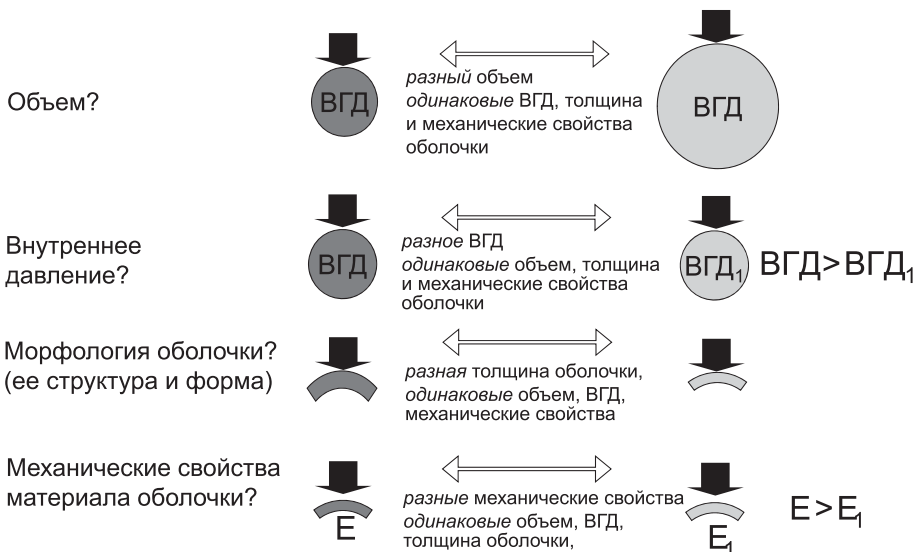 Объем?
ВГД
разный объем
одинаковые ВГД, толщина
и механические свойства
оболочки
ВГД
Внутреннее
давление?
ВГД
разное ВГД
одинаковые объем, толщина
и механические свойства
оболочки
ВГД₁
ВГД>ВГД₁
Морфология оболочки?
(ее структура и форма)
разная толщина оболочки,
одинаковые объем, ВГД,
механические свойства
Механические свойства
материала оболочки?
E
разные механические свойства
одинаковые объем, ВГД,
толщина оболочки,
E₁
E>E₁